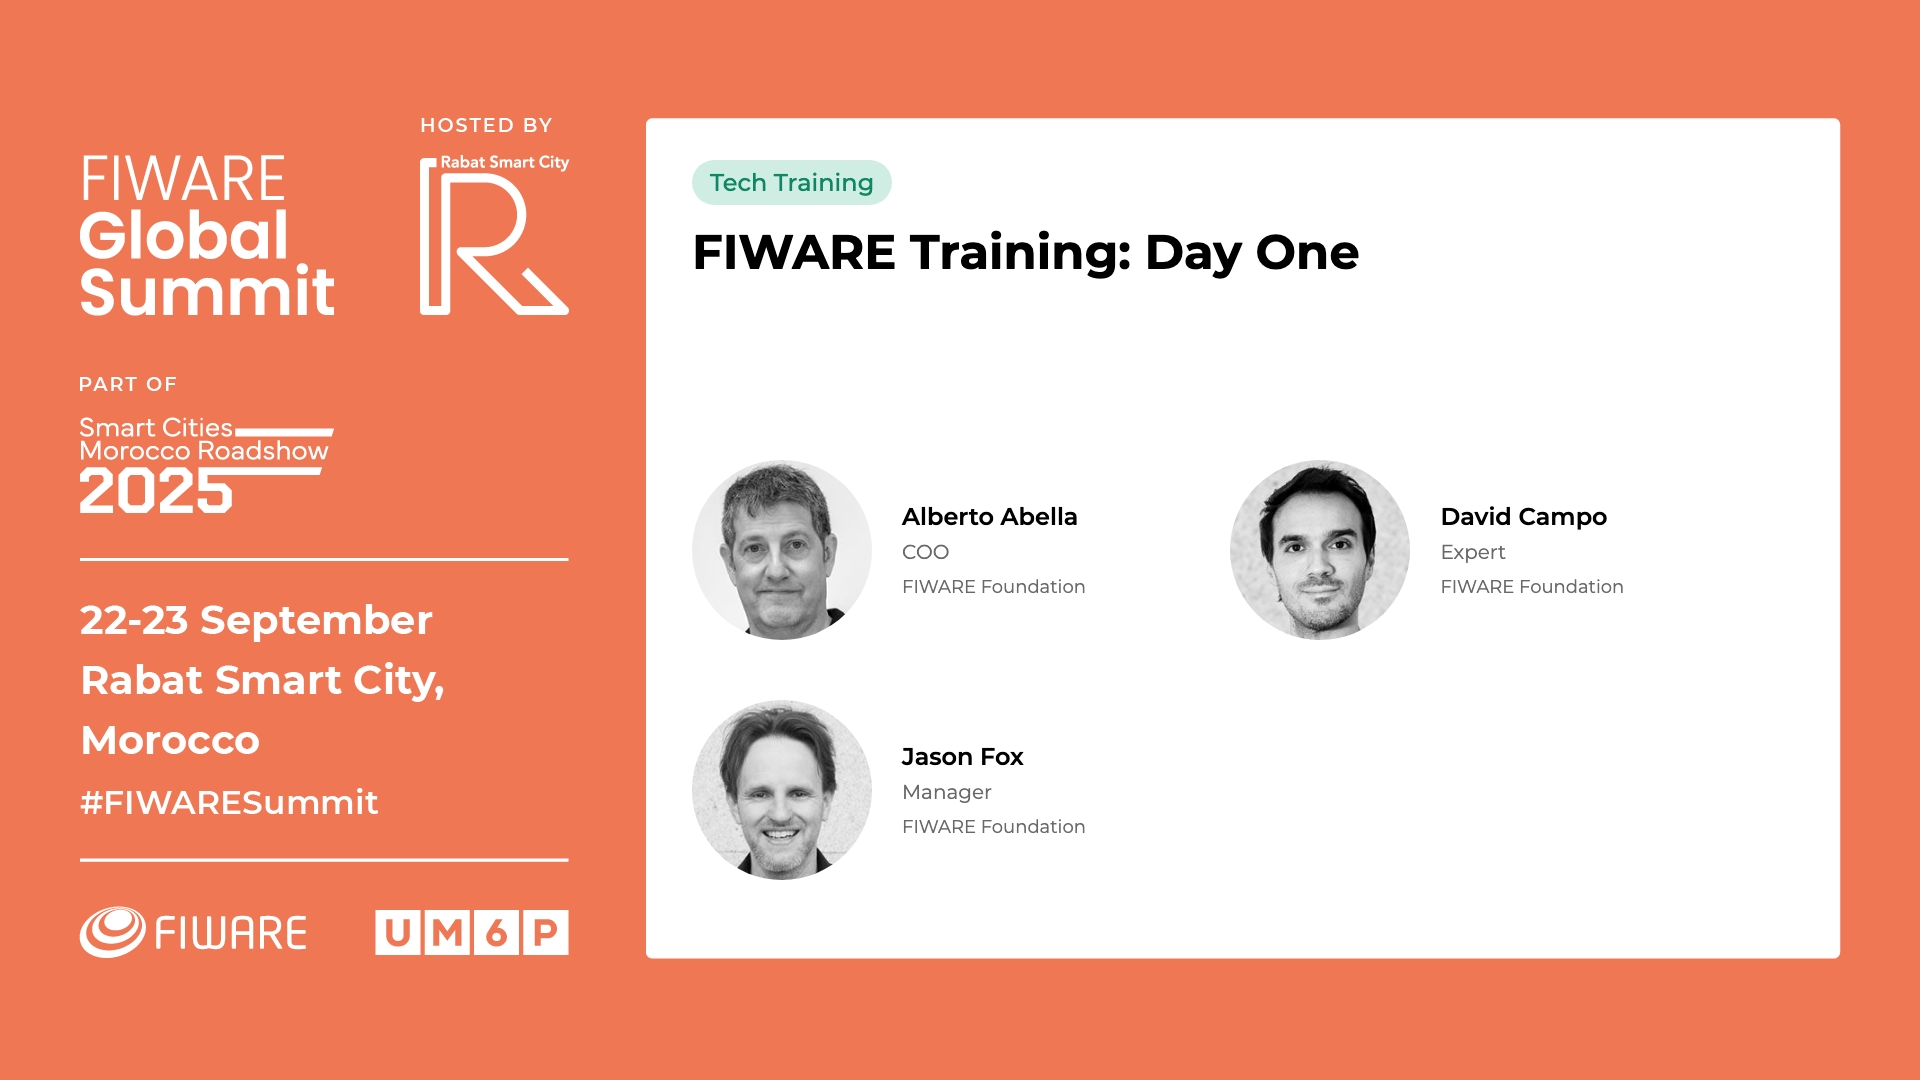 FIWARE
Global
Summit
HOSTED BY
Rabat Smart City
R
PART OF
Smart Cities
Morocco Roadshow
2025
22-23 September
Rabat Smart City,
Morocco
#FIWARESummit
FIWARE
UM6P
Tech Training
FIWARE Training: Day One
Alberto Abella
COO
FIWARE Foundation
David Campo
Expert
FIWARE Foundation
Jason Fox
Manager
FIWARE Foundation